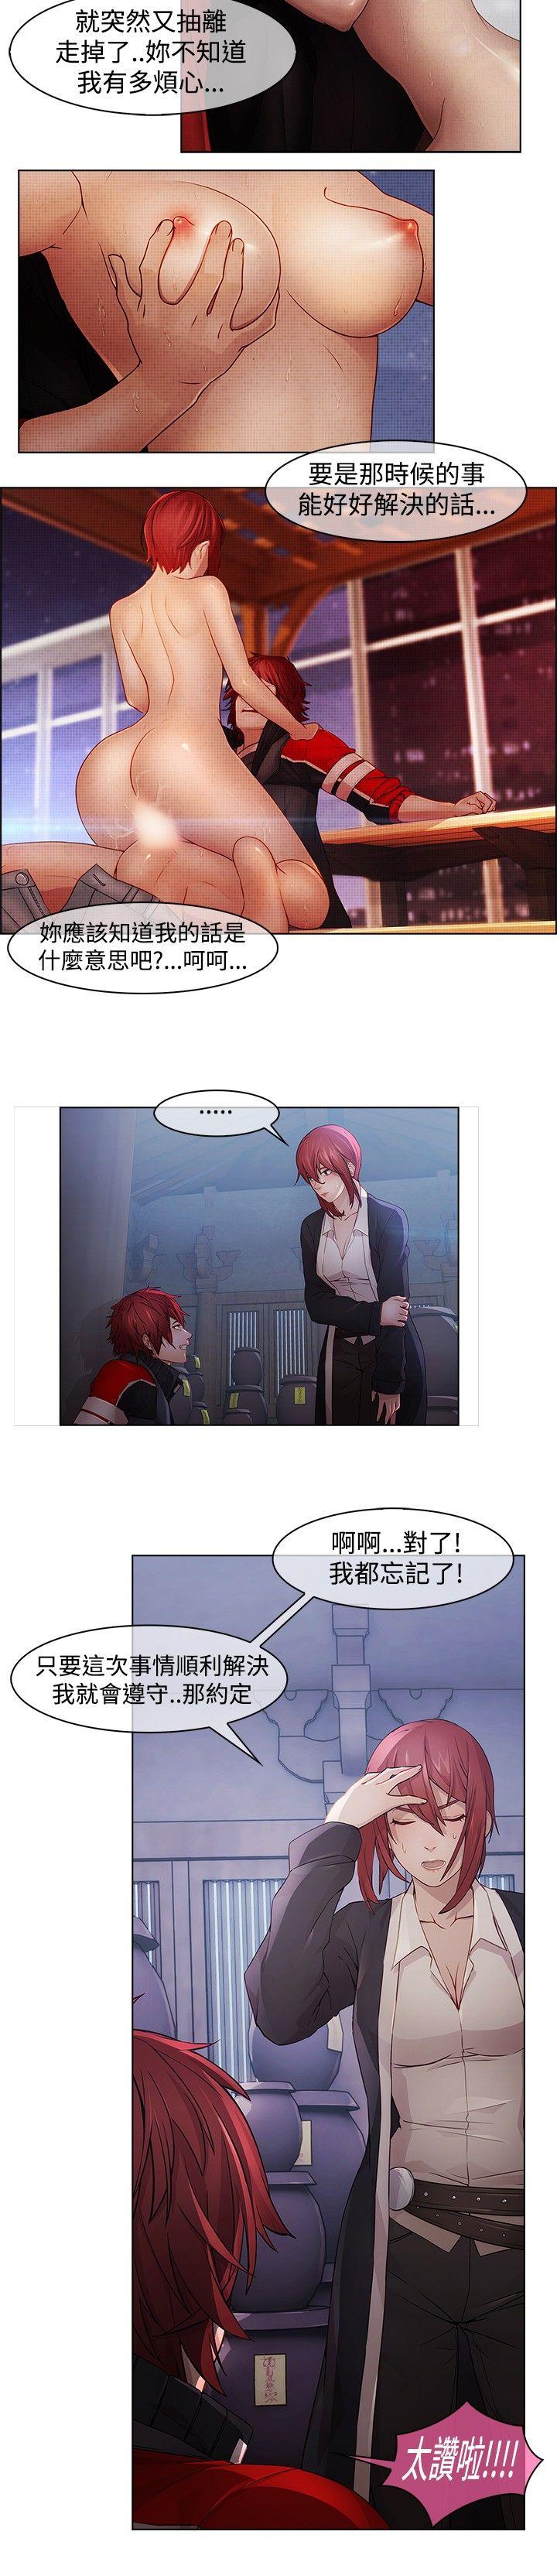 就突然又抽離
走掉了..妳不知道
我有多煩心...
要是那時候的事
能好好解決的話...
妳應該知道我的話是
什麼意思吧?...呵呵...
.....
啊啊...對了!
我都忘記了!
只要這次事情順利解決
我就會遵守..那約定
太讚啦!!!!